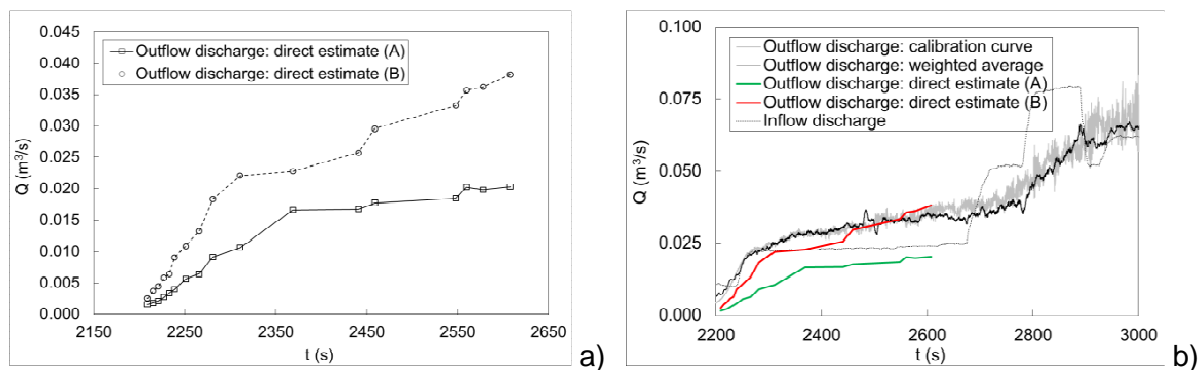 0.045
0.040
0.035
0.030
0.025
0.020
0.015
0.010
0.005
0.000
Q (m³/s)
Outflow discharge: direct estimate (A)
Outflow discharge: direct estimate (B)
2150 2250 2350 2450 2550 2650
t (s)
a)
0.100
0.075
0.050
0.025
0.000
Q (m³/s)
Outflow discharge: calibration curve
Outflow discharge: weighted average
Outflow discharge: direct estimate (A)
Outflow discharge: direct estimate (B)
Inflow discharge
2200 2400 2600 2800 3000
t (s)
b)